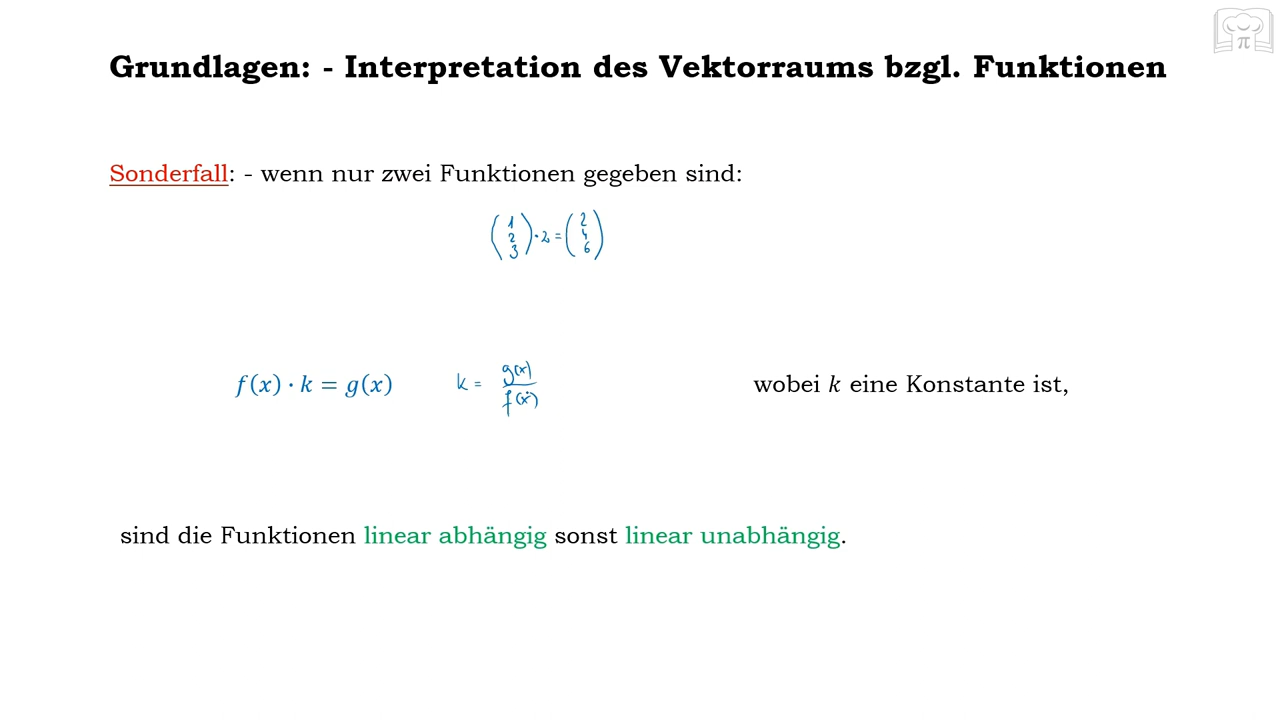 Grundlagen: - Interpretation des Vektorraums bzgl. Funktionen
Sonderfall: - wenn nur zwei Funktionen gegeben sind:
(1 2 3) · 2 = (2 4 6)
f(x) · k = g(x) k = g(x)/f(x) wobei k eine Konstante ist,
sind die Funktionen linear abhängig sonst linear unabhängig.
π